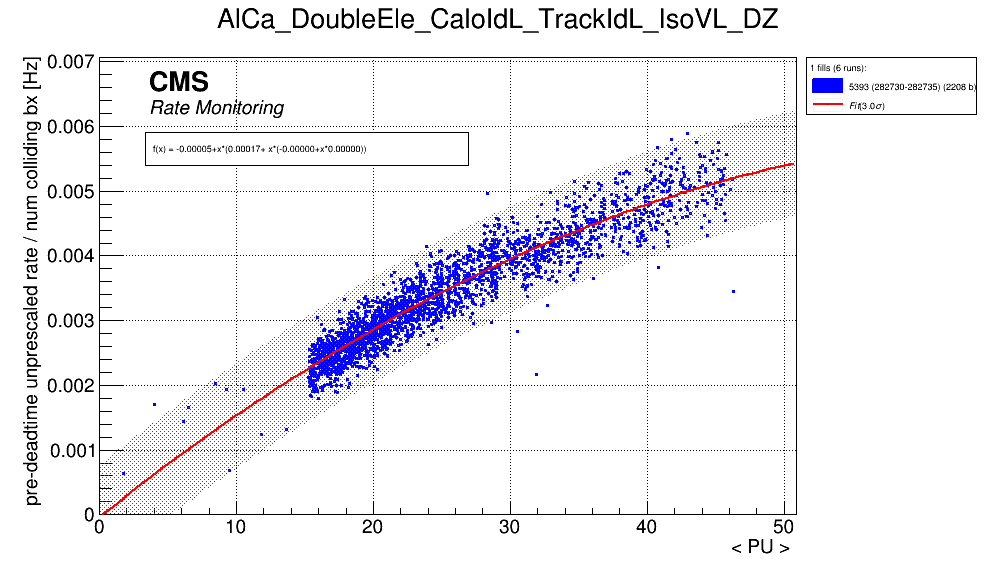 AlCa_DoubleEle_CaloIdL_TrackIdL_IsoVL_DZ
pre-deadtime unprescaled rate / num colliding bx [Hz]
0.007
0.006
0.005
0.004
0.003
0.002
0.001
0
CMS
Rate Monitoring
f(x) = -0.00005+x*(0.00017+ x*(-0.00000+x*0.00000))
0 10 20 30 40 50
< PU >
1 fills (6 runs):
5393 (282730-282735) (2208 b)
Fit(3.0σ)